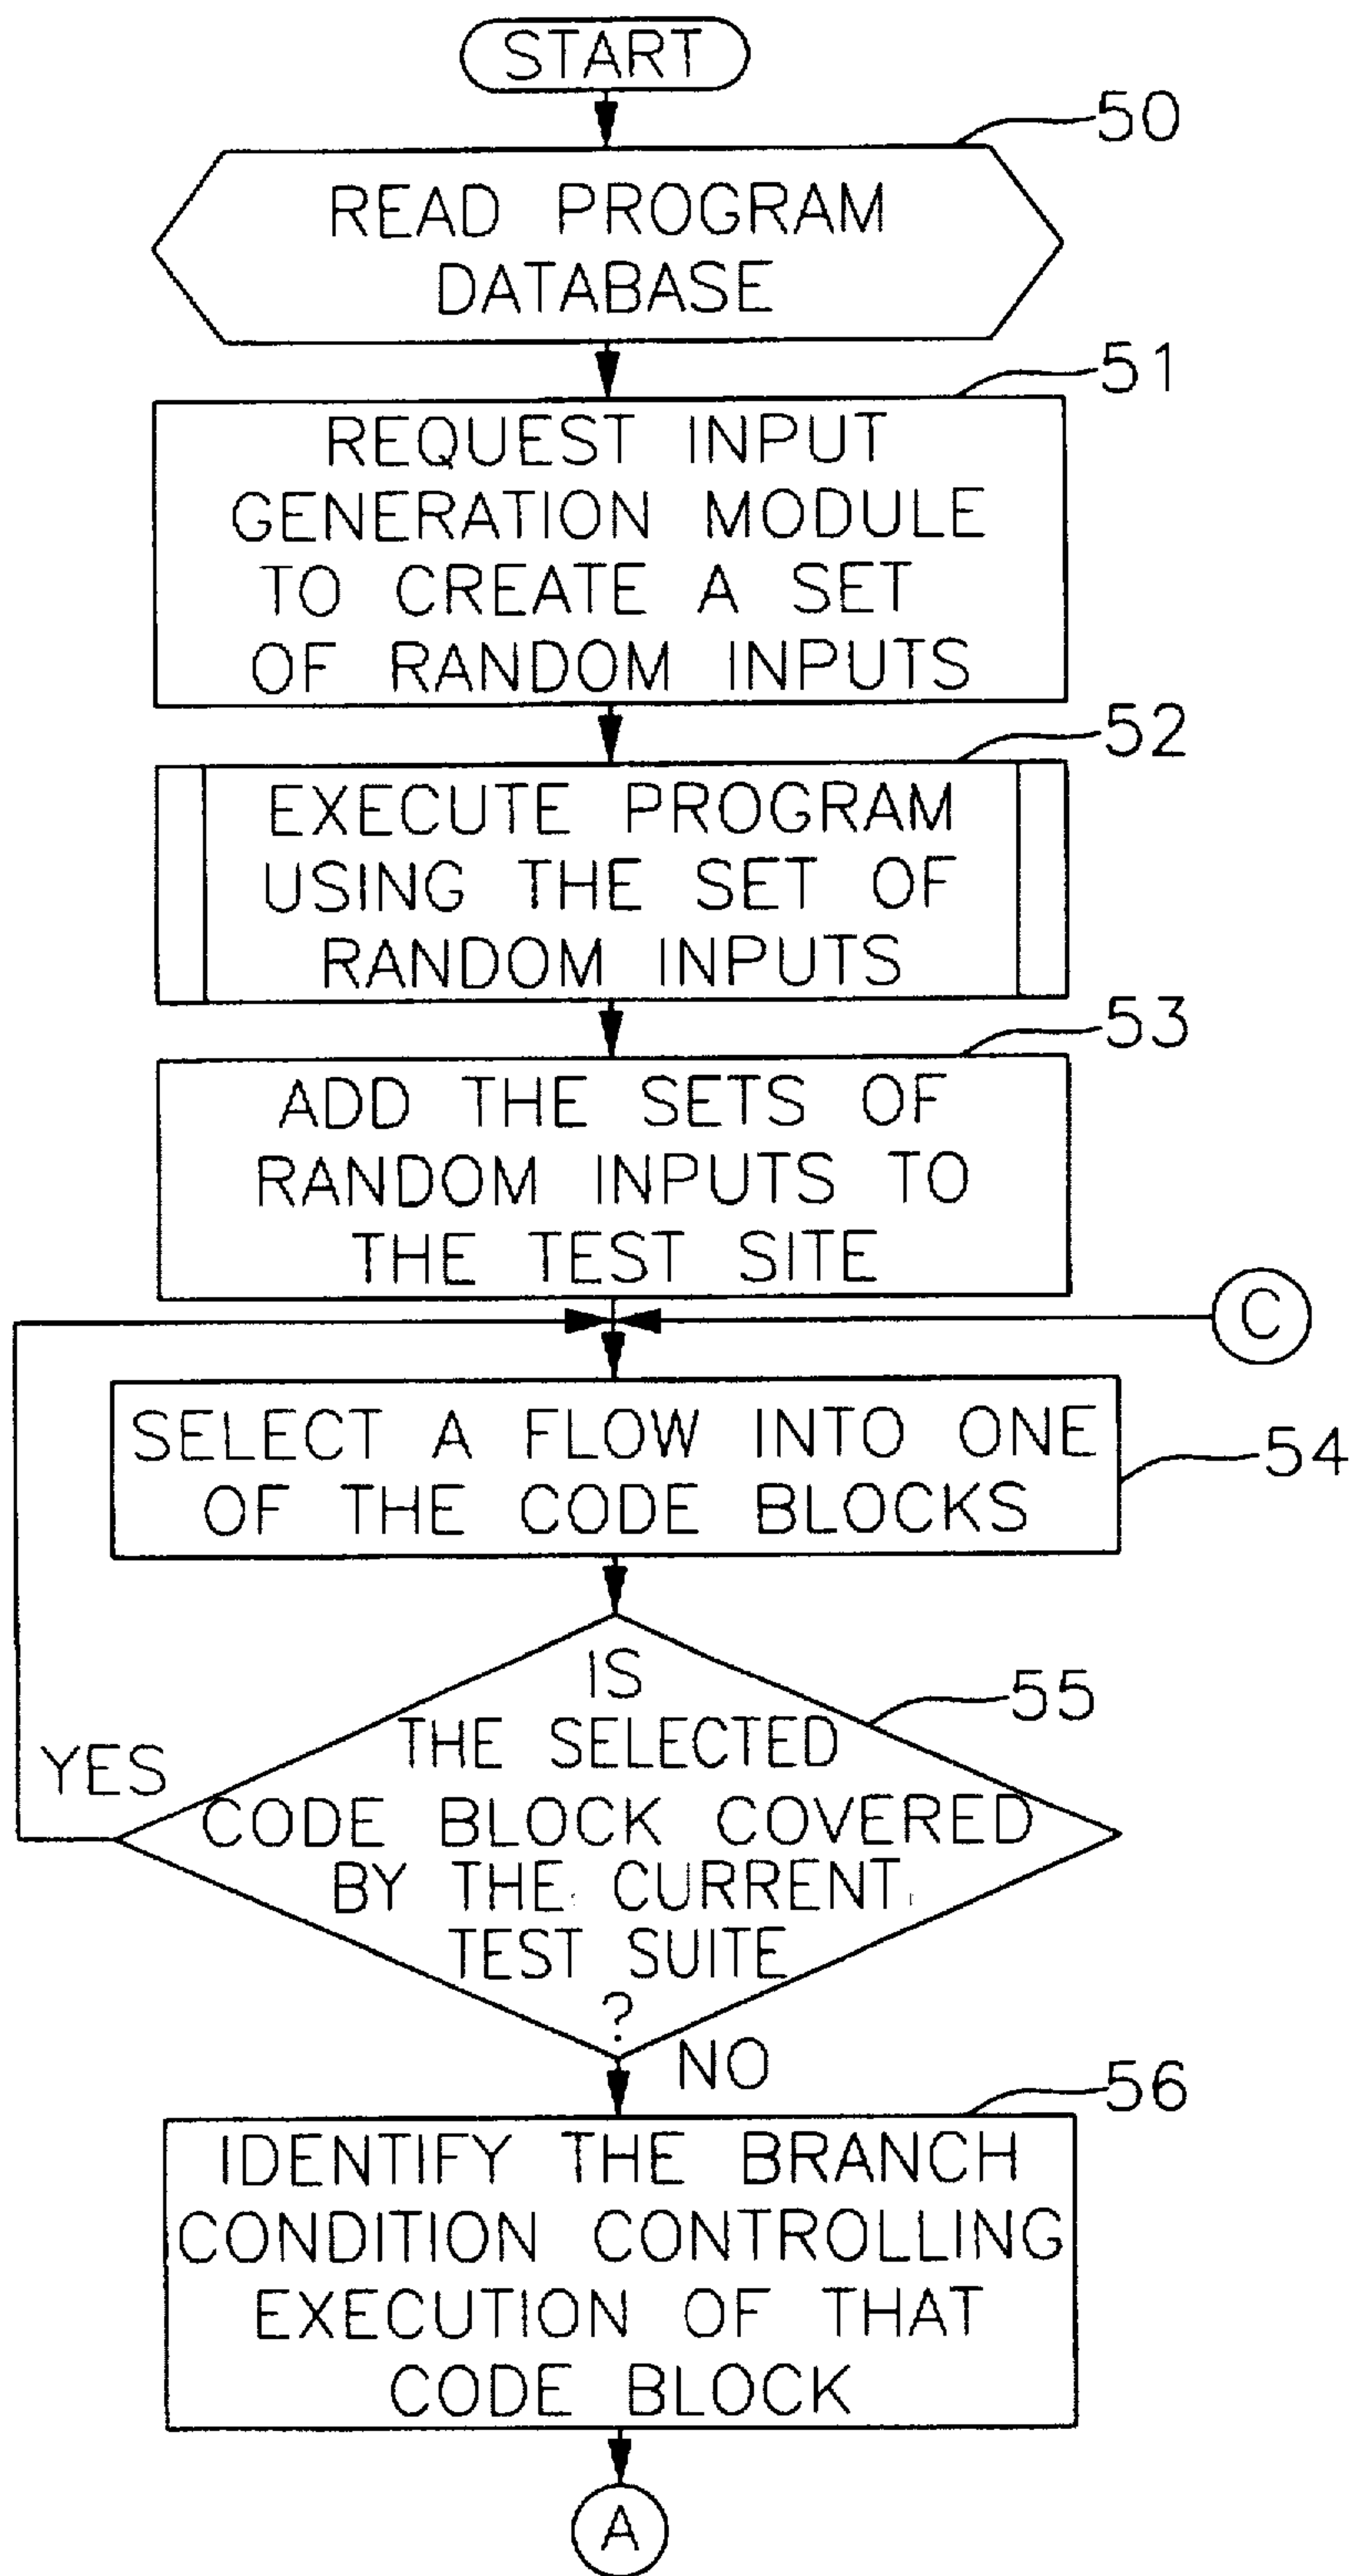 START
50
READ PROGRAM
DATABASE
51
REQUEST INPUT
GENERATION MODULE
TO CREATE A SET
OF RANDOM INPUTS
52
EXECUTE PROGRAM
USING THE SET OF
RANDOM INPUTS
53
ADD THE SETS OF
RANDOM INPUTS TO
THE TEST SITE
C
SELECT A FLOW INTO ONE
OF THE CODE BLOCKS
54
IS
THE SELECTED
CODE BLOCK COVERED
BY THE CURRENT
TEST SUITE
?
55
YES
NO
56
IDENTIFY THE BRANCH
CONDITION CONTROLLING
EXECUTION OF THAT
CODE BLOCK
A